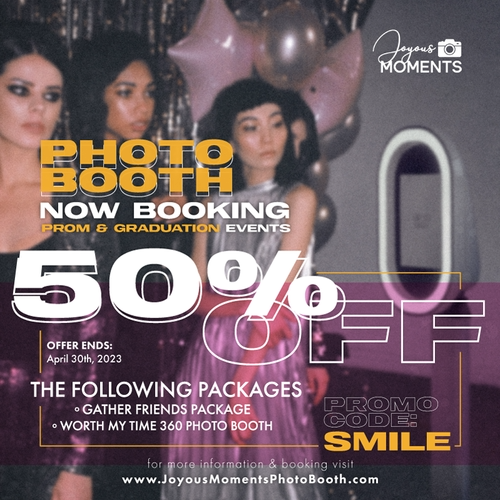 Joyous
MOMENTS
PHOTO
BOOTH
NOW BOOKING
PROM & GRADUATION EVENTS
50%
OFF
OFFER ENDS:
April 30th, 2023
THE FOLLOWING PACKAGES
GATHER FRIENDS PACKAGE
WORTH MY TIME 360 PHOTO BOOTH
PROMO
CODE:
SMILE
for more information & booking visit
www.JoyousMomentsPhotoBooth.com